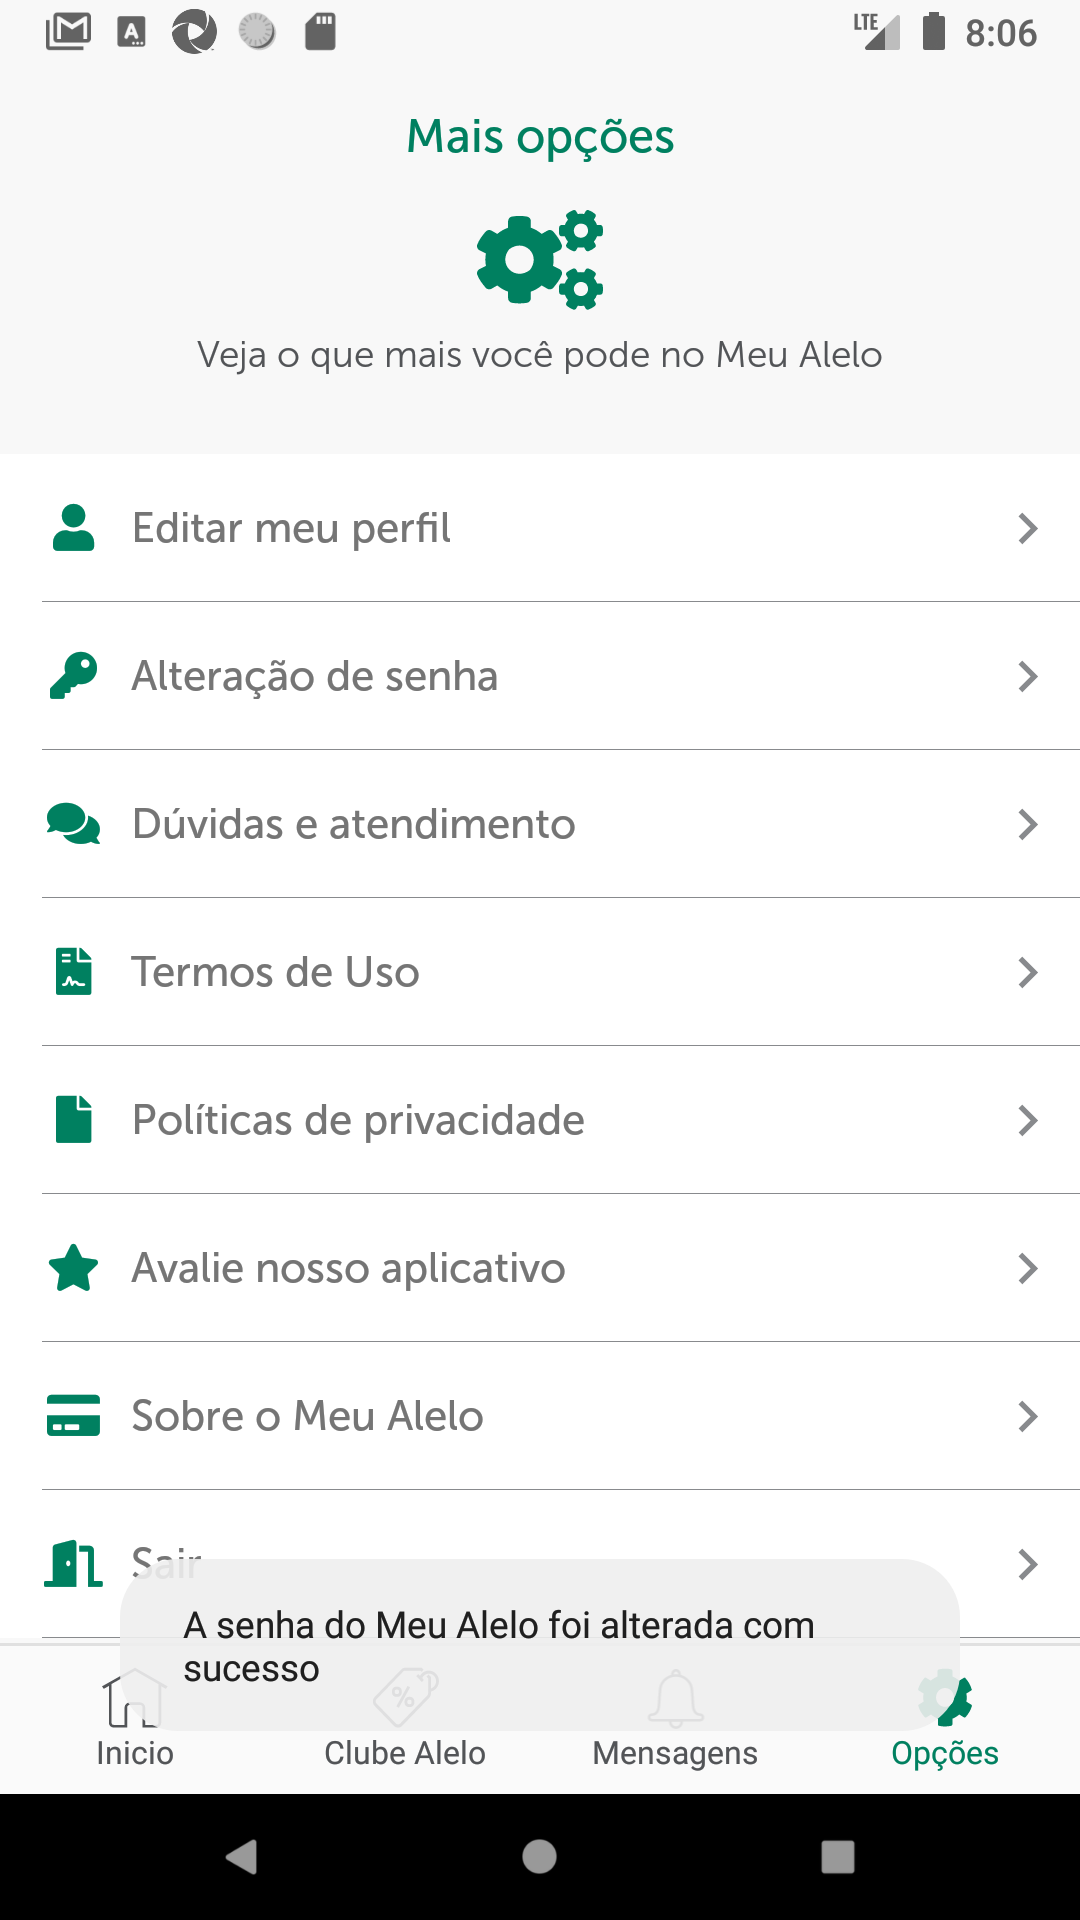 LTE 8:06
Mais opções
Veja o que mais você pode no Meu Alelo
Editar meu perfil
Alteração de senha
Dúvidas e atendimento
Termos de Uso
Políticas de privacidade
Avalie nosso aplicativo
Sobre o Meu Alelo
Sair
A senha do Meu Alelo foi alterada com
sucesso
Inicio Clube Alelo Mensagens Opções